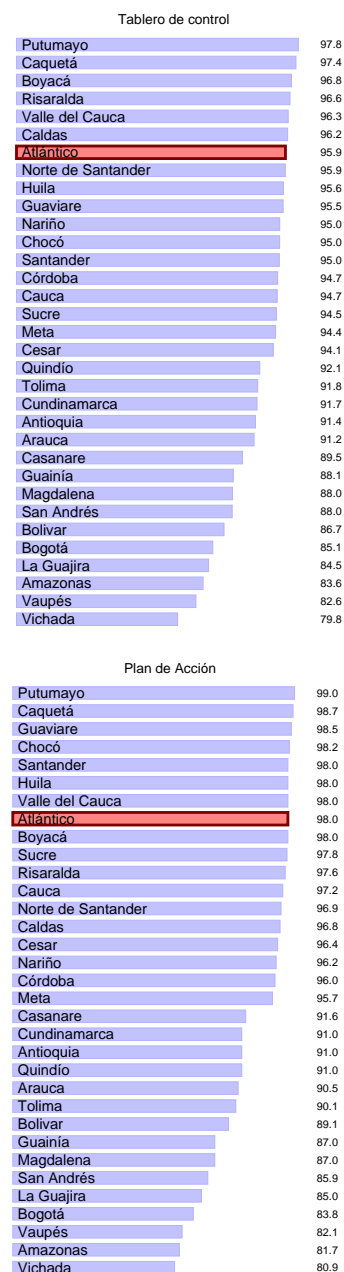 Tablero de control
Putumayo 97.8
Caquetá 97.4
Boyacá 96.8
Risaralda 96.6
Valle del Cauca 96.3
Caldas 96.2
Atlántico 95.9
Norte de Santander 95.9
Huila 95.6
Guaviare 95.5
Nariño 95.0
Chocó 95.0
Santander 95.0
Córdoba 94.7
Cauca 94.7
Sucre 94.5
Meta 94.4
Cesar 94.1
Quindío 92.1
Tolima 91.8
Cundinamarca 91.7
Antioquia 91.4
Arauca 91.2
Casanare 89.5
Guainía 88.1
Magdalena 88.0
San Andrés 88.0
Bolivar 86.7
Bogotá 85.1
La Guajira 84.5
Amazonas 83.6
Vaupés 82.6
Vichada 79.8
Plan de Acción
Putumayo 99.0
Caquetá 98.7
Guaviare 98.5
Chocó 98.2
Santander 98.0
Huila 98.0
Valle del Cauca 98.0
Atlántico 98.0
Boyacá 98.0
Sucre 97.8
Risaralda 97.6
Cauca 97.2
Norte de Santander 96.9
Caldas 96.8
Cesar 96.4
Nariño 96.2
Córdoba 96.0
Meta 95.7
Casanare 91.6
Cundinamarca 91.0
Antioquia 91.0
Quindío 91.0
Arauca 90.5
Tolima 90.1
Bolivar 89.1
Guainía 87.0
Magdalena 87.0
San Andrés 85.9
La Guajira 85.0
Bogotá 83.8
Vaupés 82.1
Amazonas 81.7
Vichada 80.9